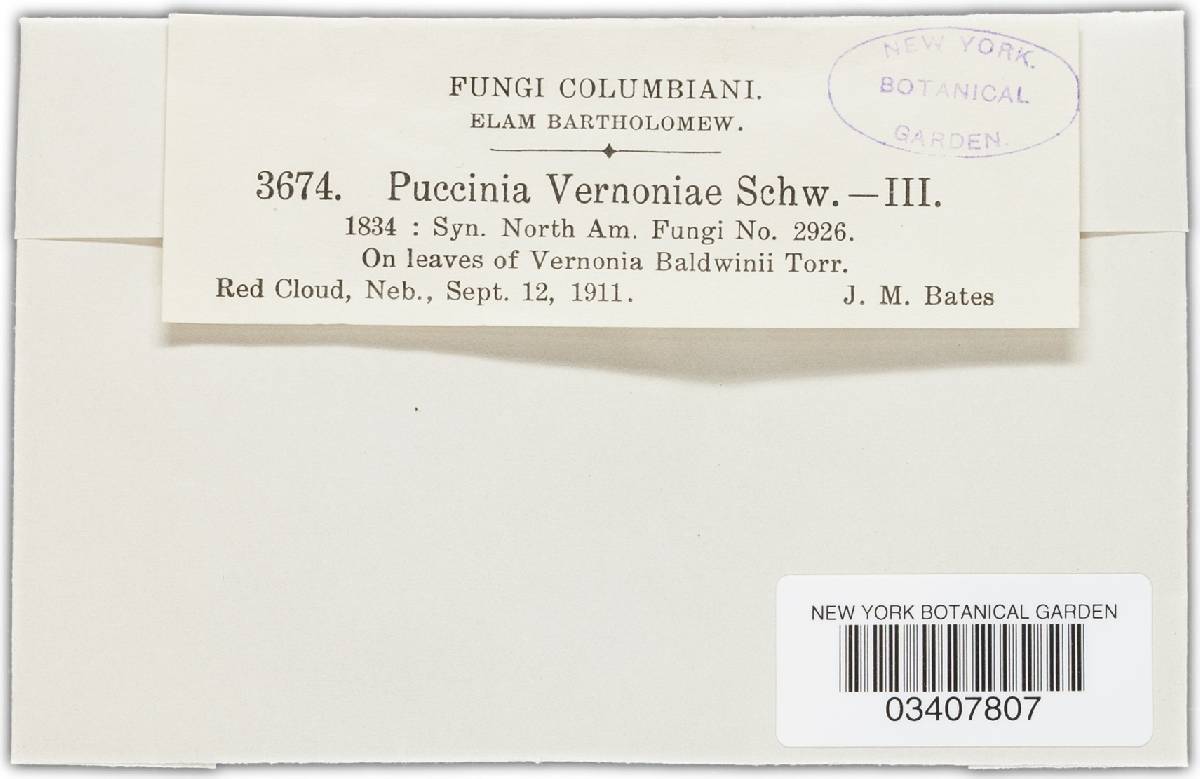 NEW YORK.
BOTANICAL
GARDEN.
FUNGI COLUMBIANI.
ELAM BARTHOLOMEW.
3674. Puccinia Vernoniae Schw.—III.
1834 : Syn. North Am. Fungi No. 2926.
On leaves of Vernonia Baldwinii Torr.
Red Cloud, Neb., Sept. 12, 1911. J. M. Bates
NEW YORK BOTANICAL GARDEN
03407807